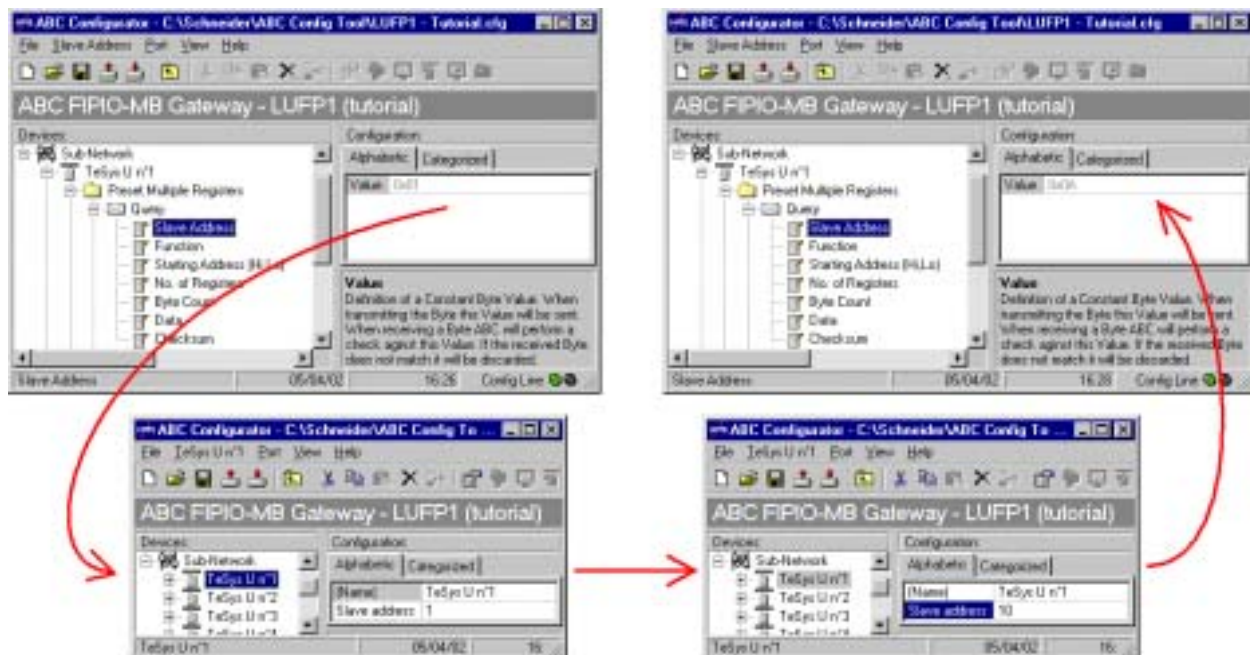 ABC Configurator - C:\Schneider\ABC Config Tool\LUFP1 - Tutorial.cfg
File Slave Address Port View Help
ABC FIPIO-MB Gateway - LUFP1 (tutorial)
Devices:
Sub-Network
TeSys U n°1
Preset Multiple Registers
Query
Slave Address
Function
Starting Address (Hi,Lo)
No. of Registers
Byte Count
Data
Checksum
Configuration:
Alphabetic Categorized
Value 0x01
Value
Definition of a Constant Byte Value. When
transmitting the Byte this Value will be sent.
When receiving a Byte ABC will perform a
check aginst this Value. If the received Byte
does not match it will be discarded.
Slave Address 05/04/02 16:26 Config Line
ABC Configurator - C:\Schneider\ABC Config Tool\LUFP1 - Tutorial.cfg
File Slave Address Port View Help
ABC FIPIO-MB Gateway - LUFP1 (tutorial)
Devices:
Sub-Network
TeSys U n°1
Preset Multiple Registers
Query
Slave Address
Function
Starting Address (Hi,Lo)
No. of Registers
Byte Count
Data
Checksum
Configuration:
Alphabetic Categorized
Value 0x0A
Value
Definition of a Constant Byte Value. When
transmitting the Byte this Value will be sent.
When receiving a Byte ABC will perform a
check aginst this Value. If the received Byte
does not match it will be discarded.
Slave Address 05/04/02 16:28 Config Line
ABC Configurator - C:\Schneider\ABC Config To ...
File TeSys U n°1 Port View Help
ABC FIPIO-MB Gateway - LUFP1 (tutorial)
Devices:
Sub-Network
TeSys U n°1
TeSys U n°2
TeSys U n°3
Configuration:
Alphabetic Categorized
(Name) TeSys U n°1
Slave address 1
TeSys U n°1 05/04/02 16:
ABC Configurator - C:\Schneider\ABC Config To ...
File TeSys U n°1 Port View Help
ABC FIPIO-MB Gateway - LUFP1 (tutorial)
Devices:
Sub-Network
TeSys U n°1
TeSys U n°2
TeSys U n°3
Configuration:
Alphabetic Categorized
(Name) TeSys U n°1
Slave address 10
TeSys U n°1 05/04/02 16: